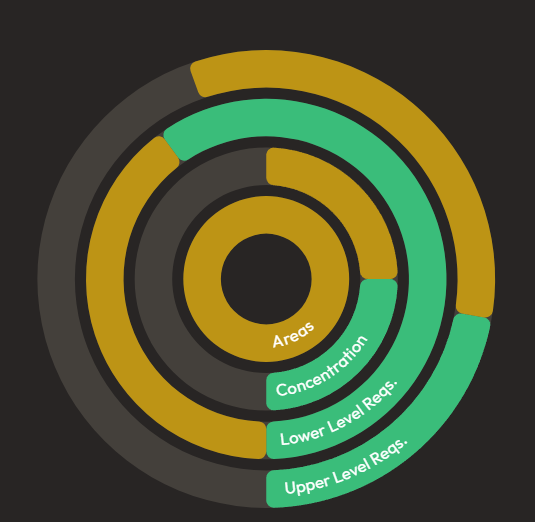 Areas
Concentration
Lower Level Reqs.
Upper Level Reqs.